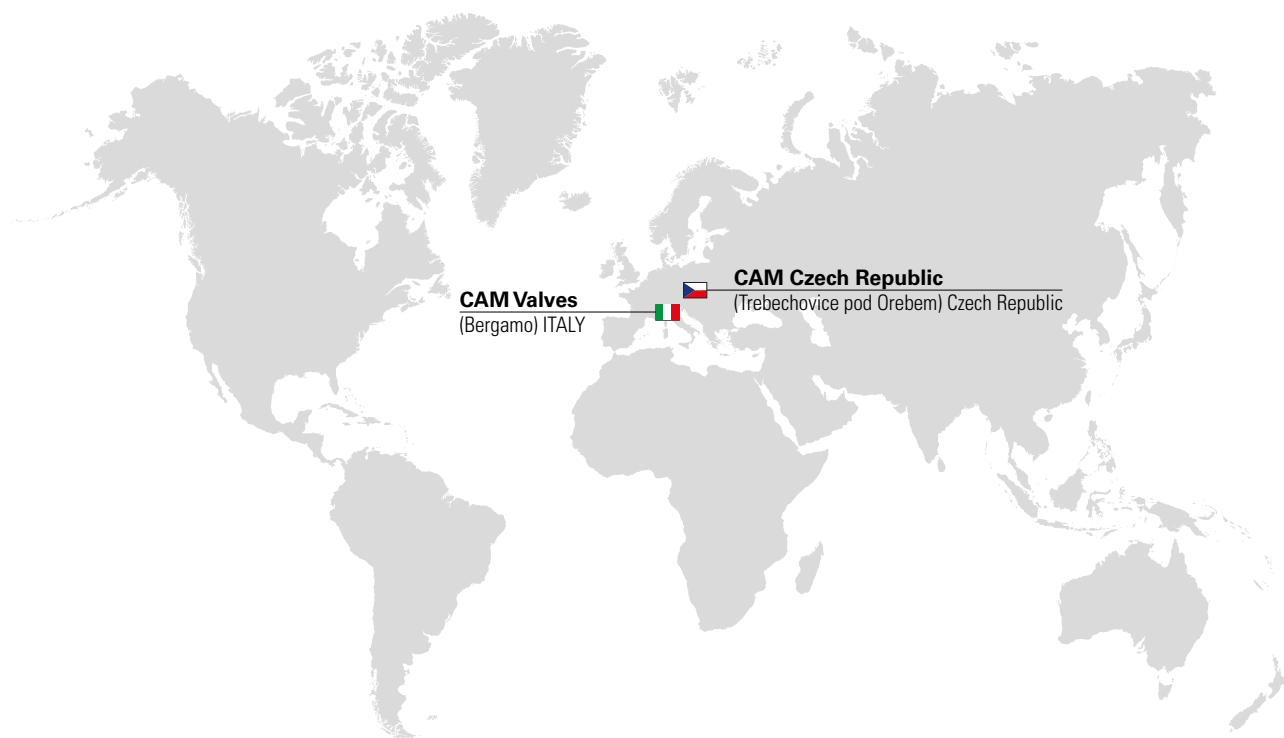 CAM Czech Republic
(Trebechovice pod Orebem) Czech Republic
CAM Valves
(Bergamo) ITALY